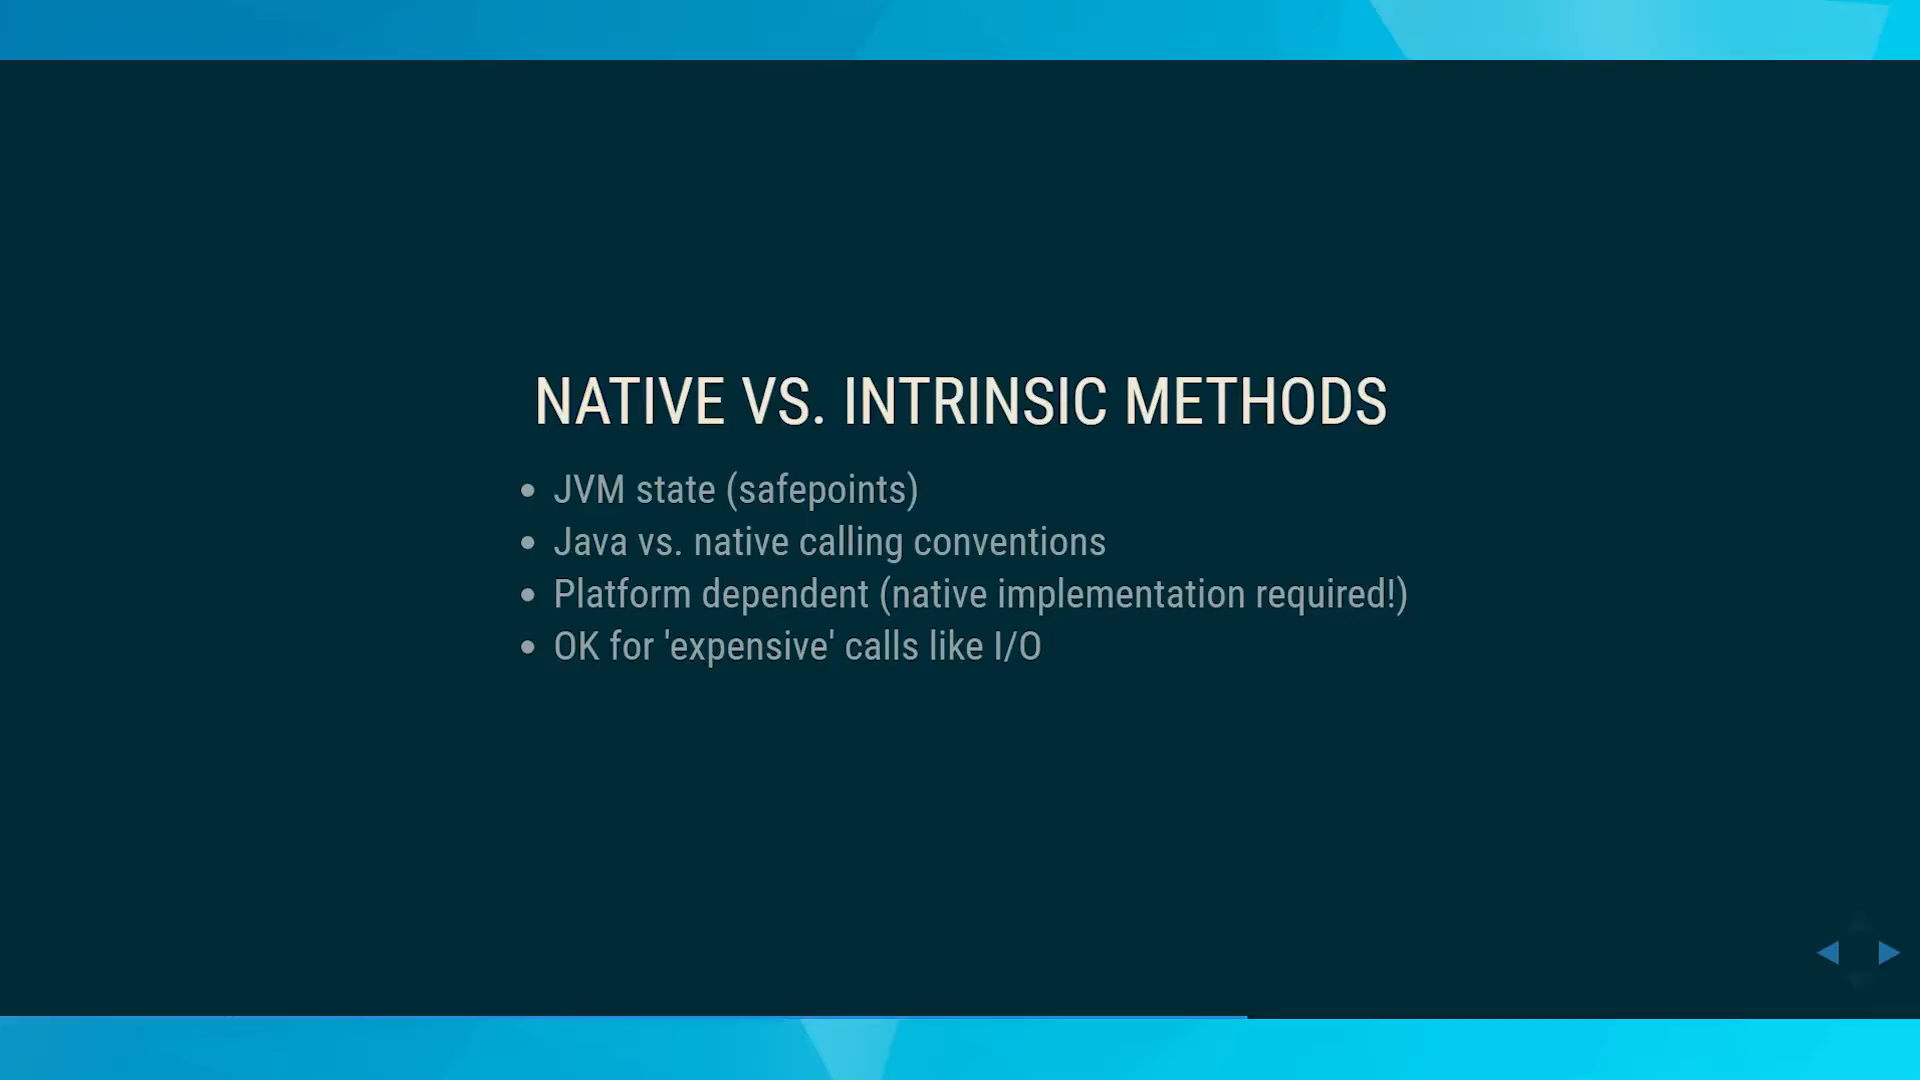 NATIVE VS. INTRINSIC METHODS
• JVM state (safepoints)
• Java vs. native calling conventions
• Platform dependent (native implementation required!)
• OK for 'expensive' calls like I/O